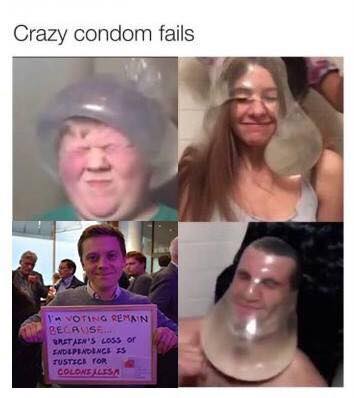 Crazy condom fails
I'M VOTING REMAIN
BECAUSE...
BRITAIN'S LOSS OF
INDEPENDENCE IS
JUSTICE FOR
COLONIALISM